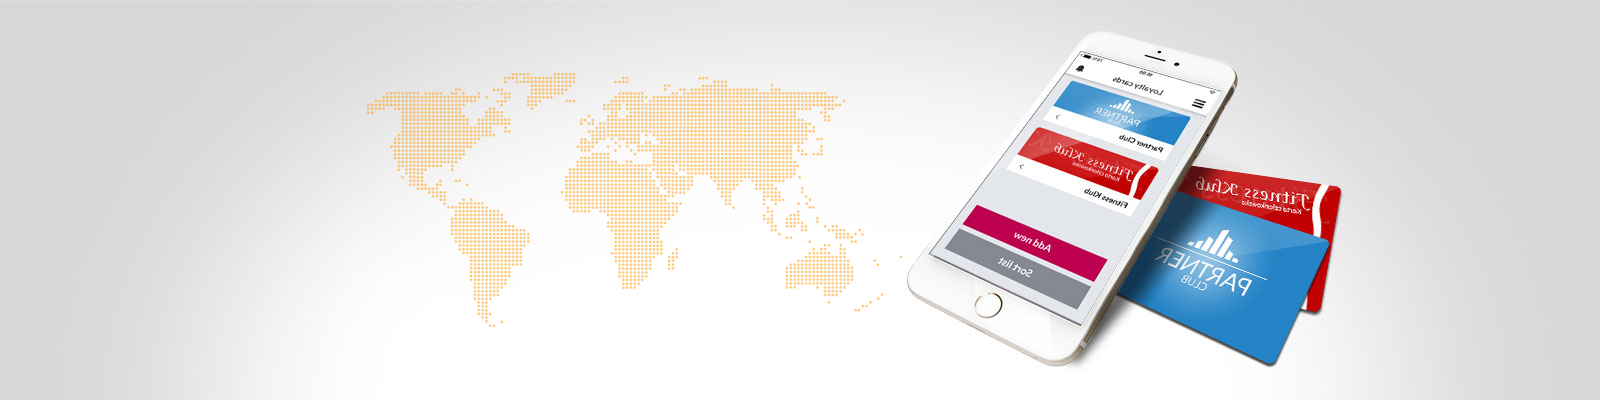 Loyalty cards
PARTNER
CLUB
Partner Club
Fitness Klub
Karta członkowska
Fitness Klub
Add new
Sort list
Fitness Klub
Karta członkowska
PARTNER
CLUB